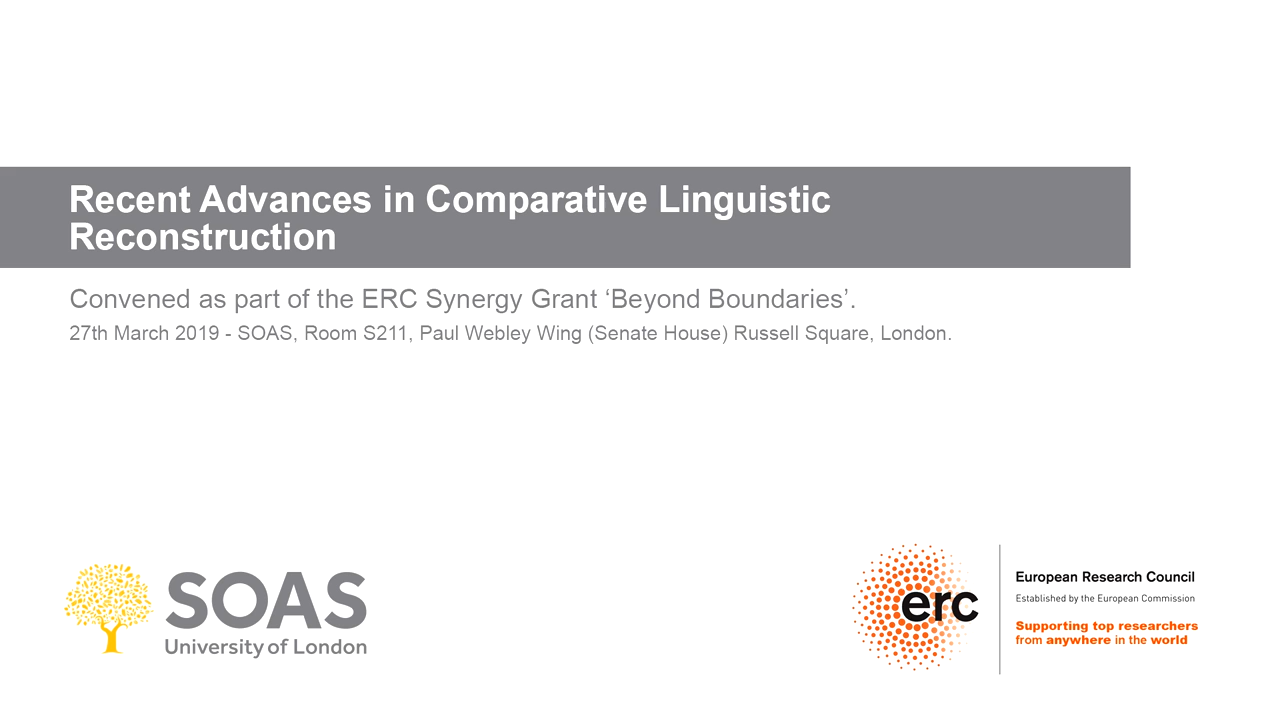 Recent Advances in Comparative Linguistic
Reconstruction
Convened as part of the ERC Synergy Grant ‘Beyond Boundaries’.
27th March 2019 - SOAS, Room S211, Paul Webley Wing (Senate House) Russell Square, London.
SOAS
University of London
erc
European Research Council
Established by the European Commission
Supporting top researchers
from anywhere in the world